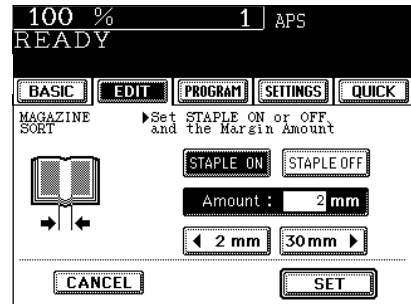 100 % 1 APS
READY
BASIC EDIT PROGRAM SETTINGS QUICK
MAGAZINE SORT
▶Set STAPLE ON or OFF
and the Margin Amount
STAPLE ON STAPLE OFF
Amount : 2 mm
◀ 2 mm 30mm ▶
CANCEL SET